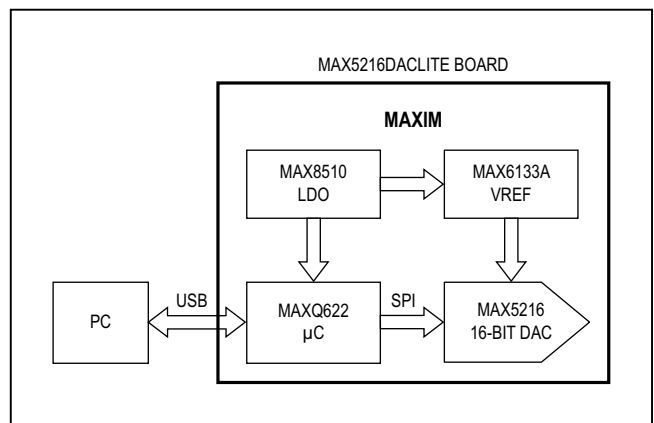 MAX5216DACLITE BOARD
MAXIM
MAX8510
LDO
MAX6133A
VREF
PC
USB
MAXQ622
µC
SPI
MAX5216
16-BIT DAC